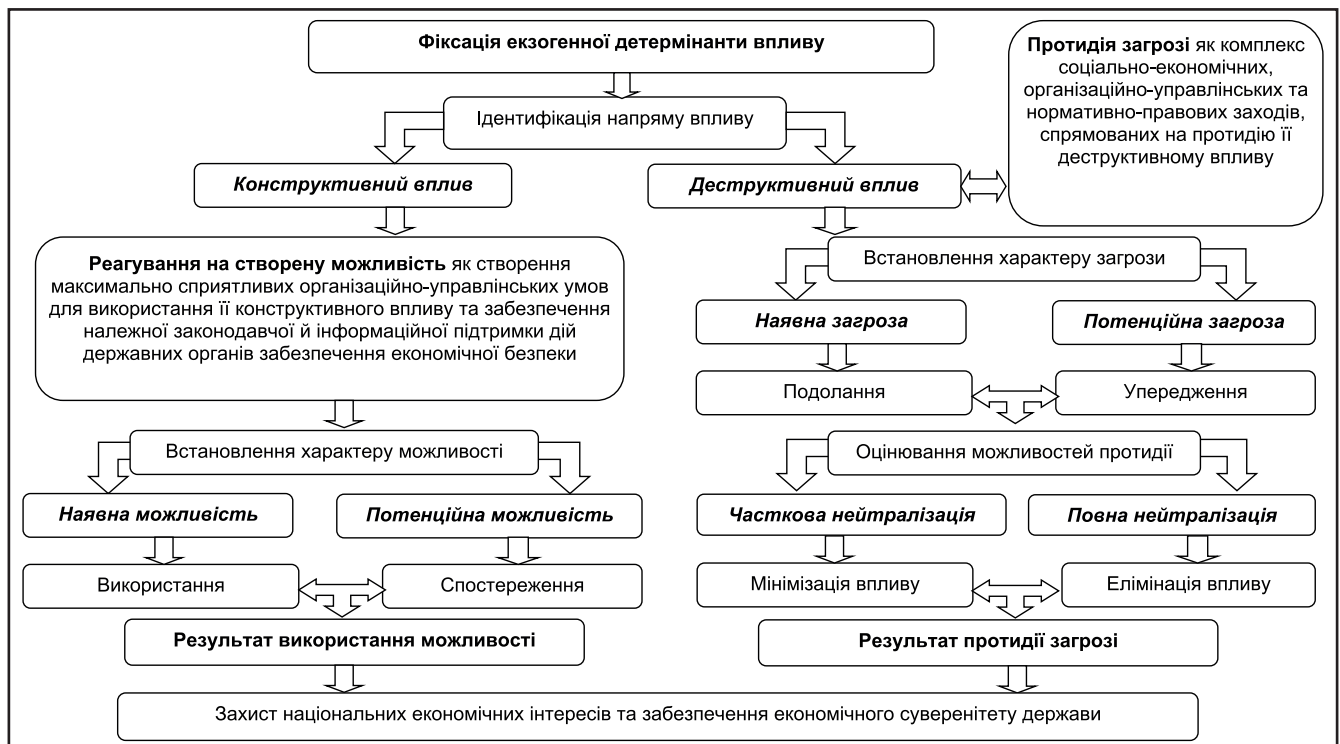 Фіксація екзогенної детермінанти впливу
Протидія загрозі як комплекс
соціально-економічних,
організаційно-управлінських та
нормативно-правових заходів,
спрямованих на протидію її
деструктивному впливу
Ідентифікація напряму впливу
Конструктивний вплив
Деструктивний вплив
Реагування на створену можливість як створення
максимально сприятливих організаційно-управлінських умов
для використання її конструктивного впливу та забезпечення
належної законодавчої й інформаційної підтримки дій
державних органів забезпечення економічної безпеки
Встановлення характеру загрози
Наявна загроза
Потенційна загроза
Подолання
Упередження
Встановлення характеру можливості
Оцінювання можливостей протидії
Наявна можливість
Потенційна можливість
Часткова нейтралізація
Повна нейтралізація
Використання
Спостереження
Мінімізація впливу
Елімінація впливу
Результат використання можливості
Результат протидії загрозі
Захист національних економічних інтересів та забезпечення економічного суверенітету держави